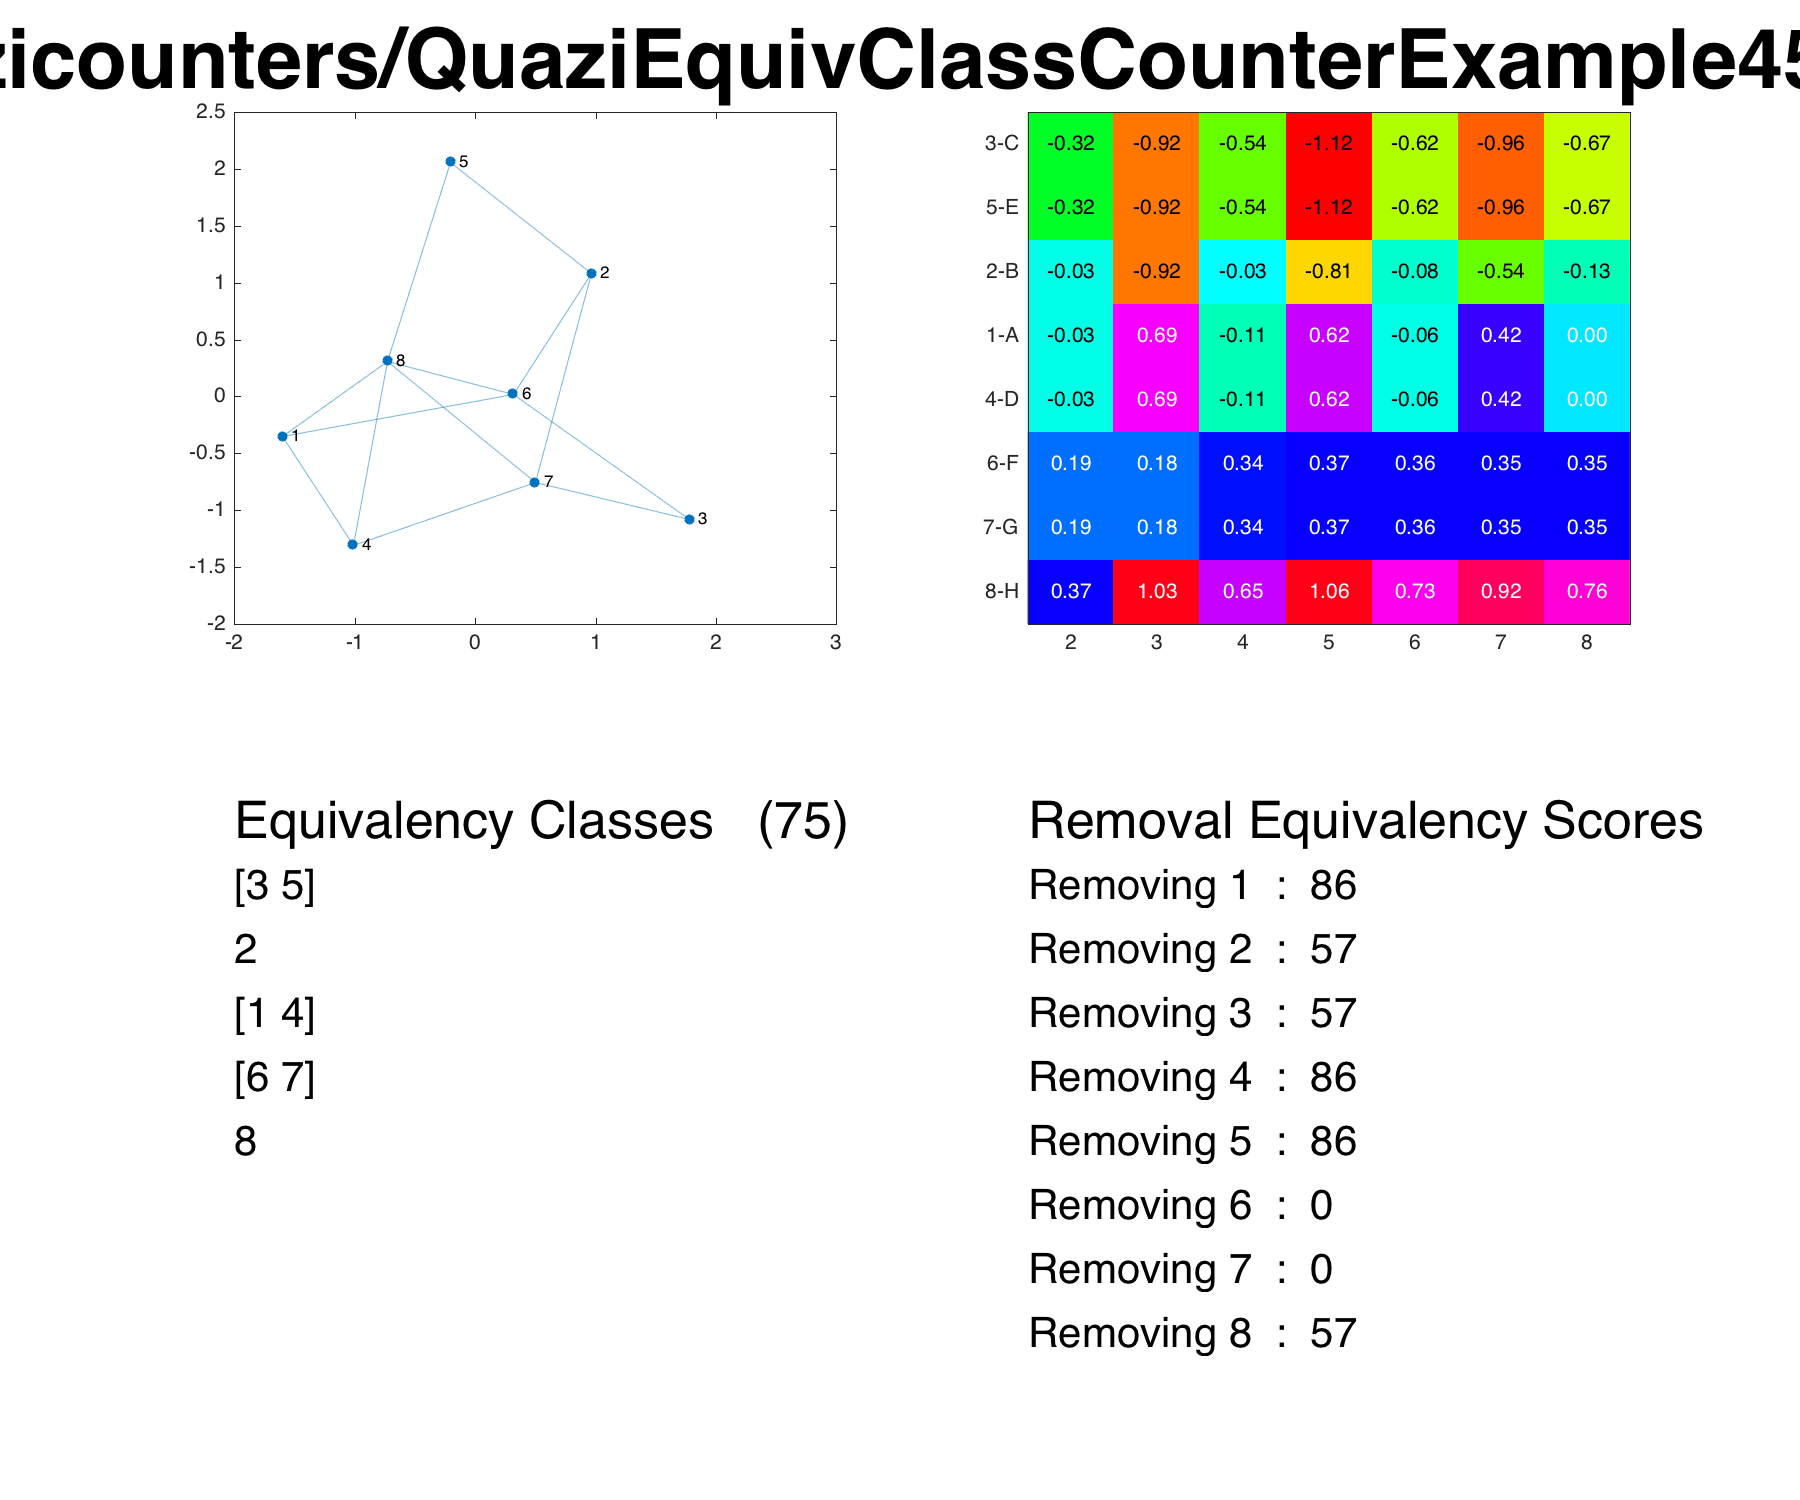 zicounters/QuaziEquivClassCounterExample45
2.5
2
1.5
1
0.5
0
-0.5
-1
-1.5
-2
-2 -1 0 1 2 3
5
2
8
6
1
7
3
4
3-C -0.32 -0.92 -0.54 -1.12 -0.62 -0.96 -0.67
5-E -0.32 -0.92 -0.54 -1.12 -0.62 -0.96 -0.67
2-B -0.03 -0.92 -0.03 -0.81 -0.08 -0.54 -0.13
1-A -0.03 0.69 -0.11 0.62 -0.06 0.42 0.00
4-D -0.03 0.69 -0.11 0.62 -0.06 0.42 0.00
6-F 0.19 0.18 0.34 0.37 0.36 0.35 0.35
7-G 0.19 0.18 0.34 0.37 0.36 0.35 0.35
8-H 0.37 1.03 0.65 1.06 0.73 0.92 0.76
2 3 4 5 6 7 8
Equivalency Classes (75)
[3 5]
2
[1 4]
[6 7]
8
Removal Equivalency Scores
Removing 1 : 86
Removing 2 : 57
Removing 3 : 57
Removing 4 : 86
Removing 5 : 86
Removing 6 : 0
Removing 7 : 0
Removing 8 : 57